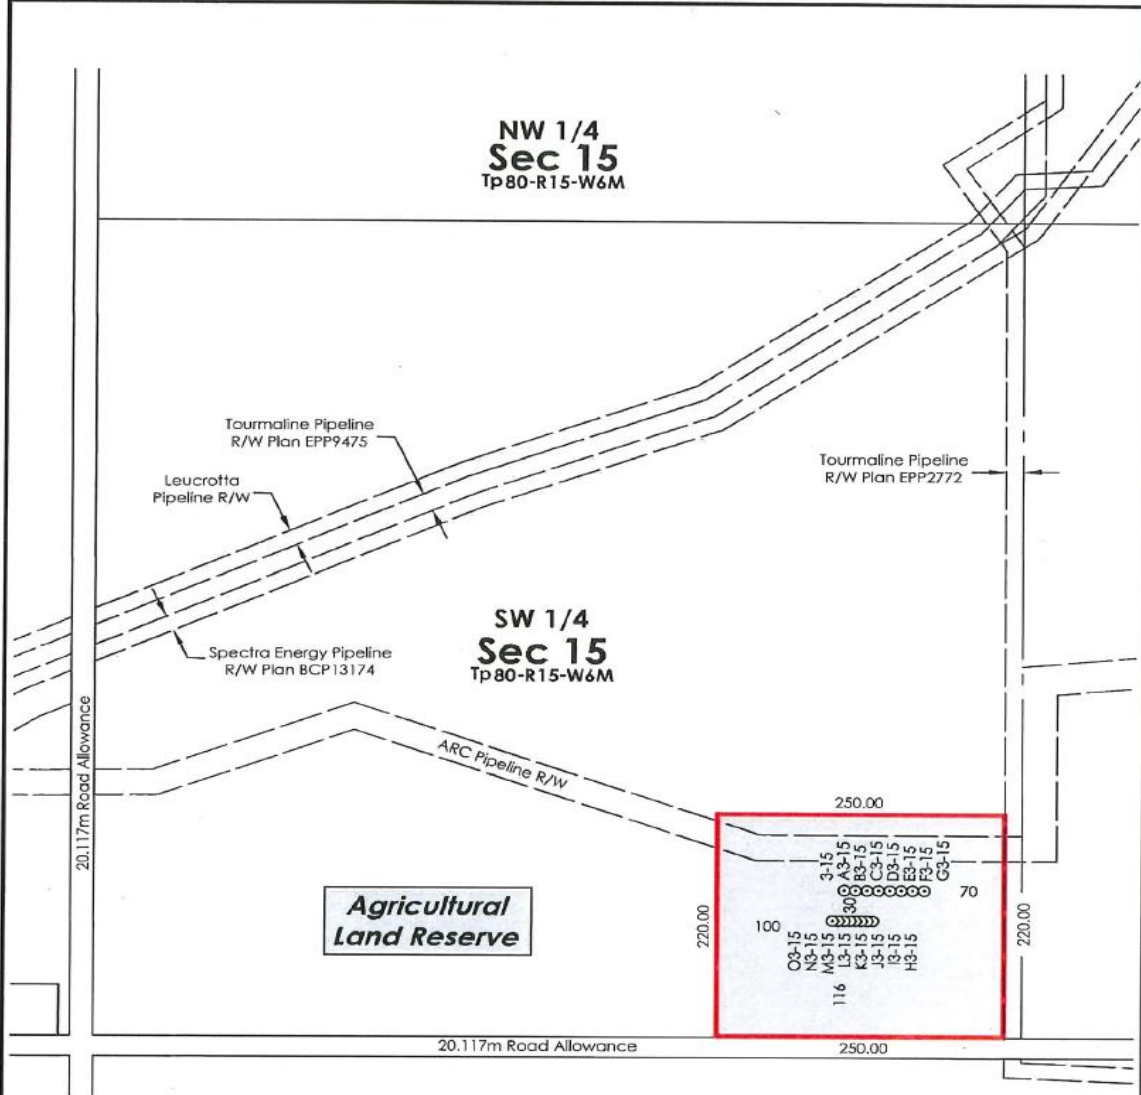 NW 1/4
Sec 15
Tp80-R15-W6M
Tourmaline Pipeline
R/W Plan EPP9475
Leucrotta
Pipeline R/W
Tourmaline Pipeline
R/W Plan EPP2772
SW 1/4
Sec 15
Tp80-R15-W6M
Spectra Energy Pipeline
R/W Plan BCP13174
20.117m Road Allowance
ARC Pipeline R/W
250.00
3-15
A3-15
B3-15
C3-15
D3-15
E3-15
F3-15
G3-15
70
30
100
220.00
220.00
O3-15
N3-15
M3-15
L3-15
K3-15
J3-15
I3-15
H3-15
116
Agricultural
Land Reserve
20.117m Road Allowance
250.00